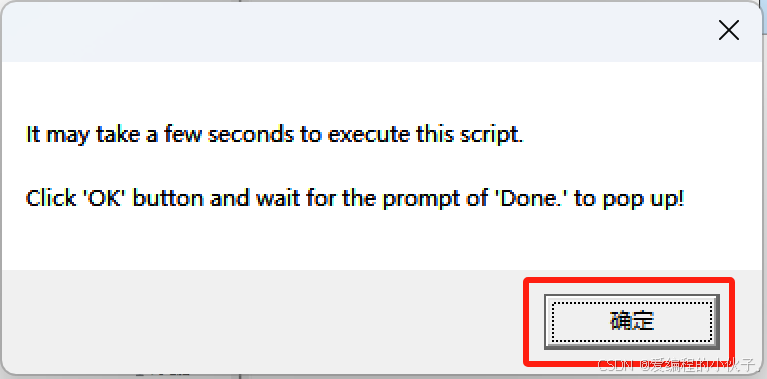 It may take a few seconds to execute this script.
Click 'OK' button and wait for the prompt of 'Done.' to pop up!
确定
CSDN @爱编程的小伙子